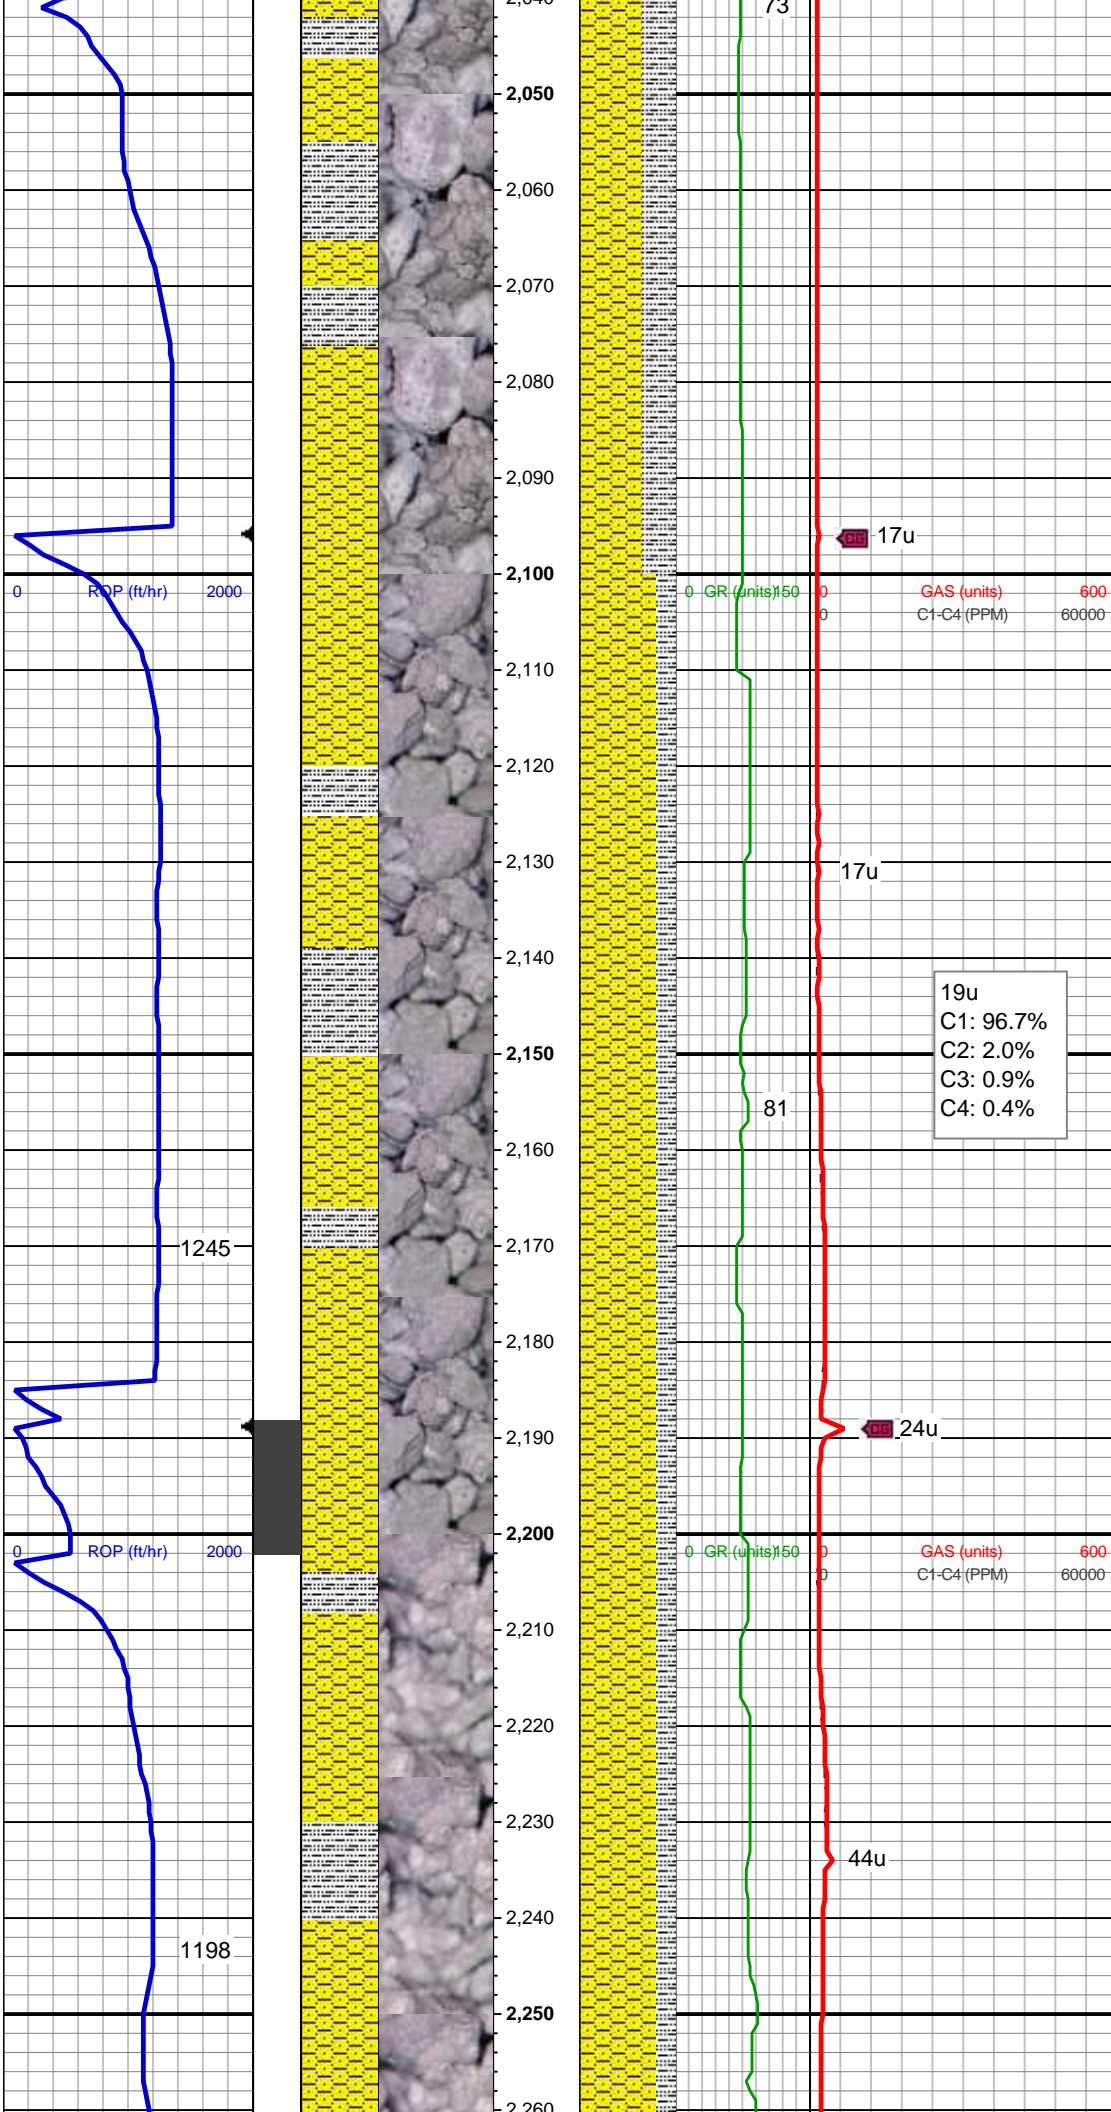 2,040
73
2,050
2,060
2,070
2,080
2,090
CG 17u
2,100
0 ROP (ft/hr) 2000 0 GR (units) 150 0 GAS (units) 600
0 C1-C4 (PPM) 60000
2,110
2,120
2,130
17u
2,140
19u
C1: 96.7%
2,150
C2: 2.0%
C3: 0.9%
81
C4: 0.4%
2,160
1245
2,170
2,180
2,190
CG 24u
2,200
0 ROP (ft/hr) 2000 0 GR (units) 150 0 GAS (units) 600
0 C1-C4 (PPM) 60000
2,210
2,220
2,230
44u
2,240
1198
2,250
2,260